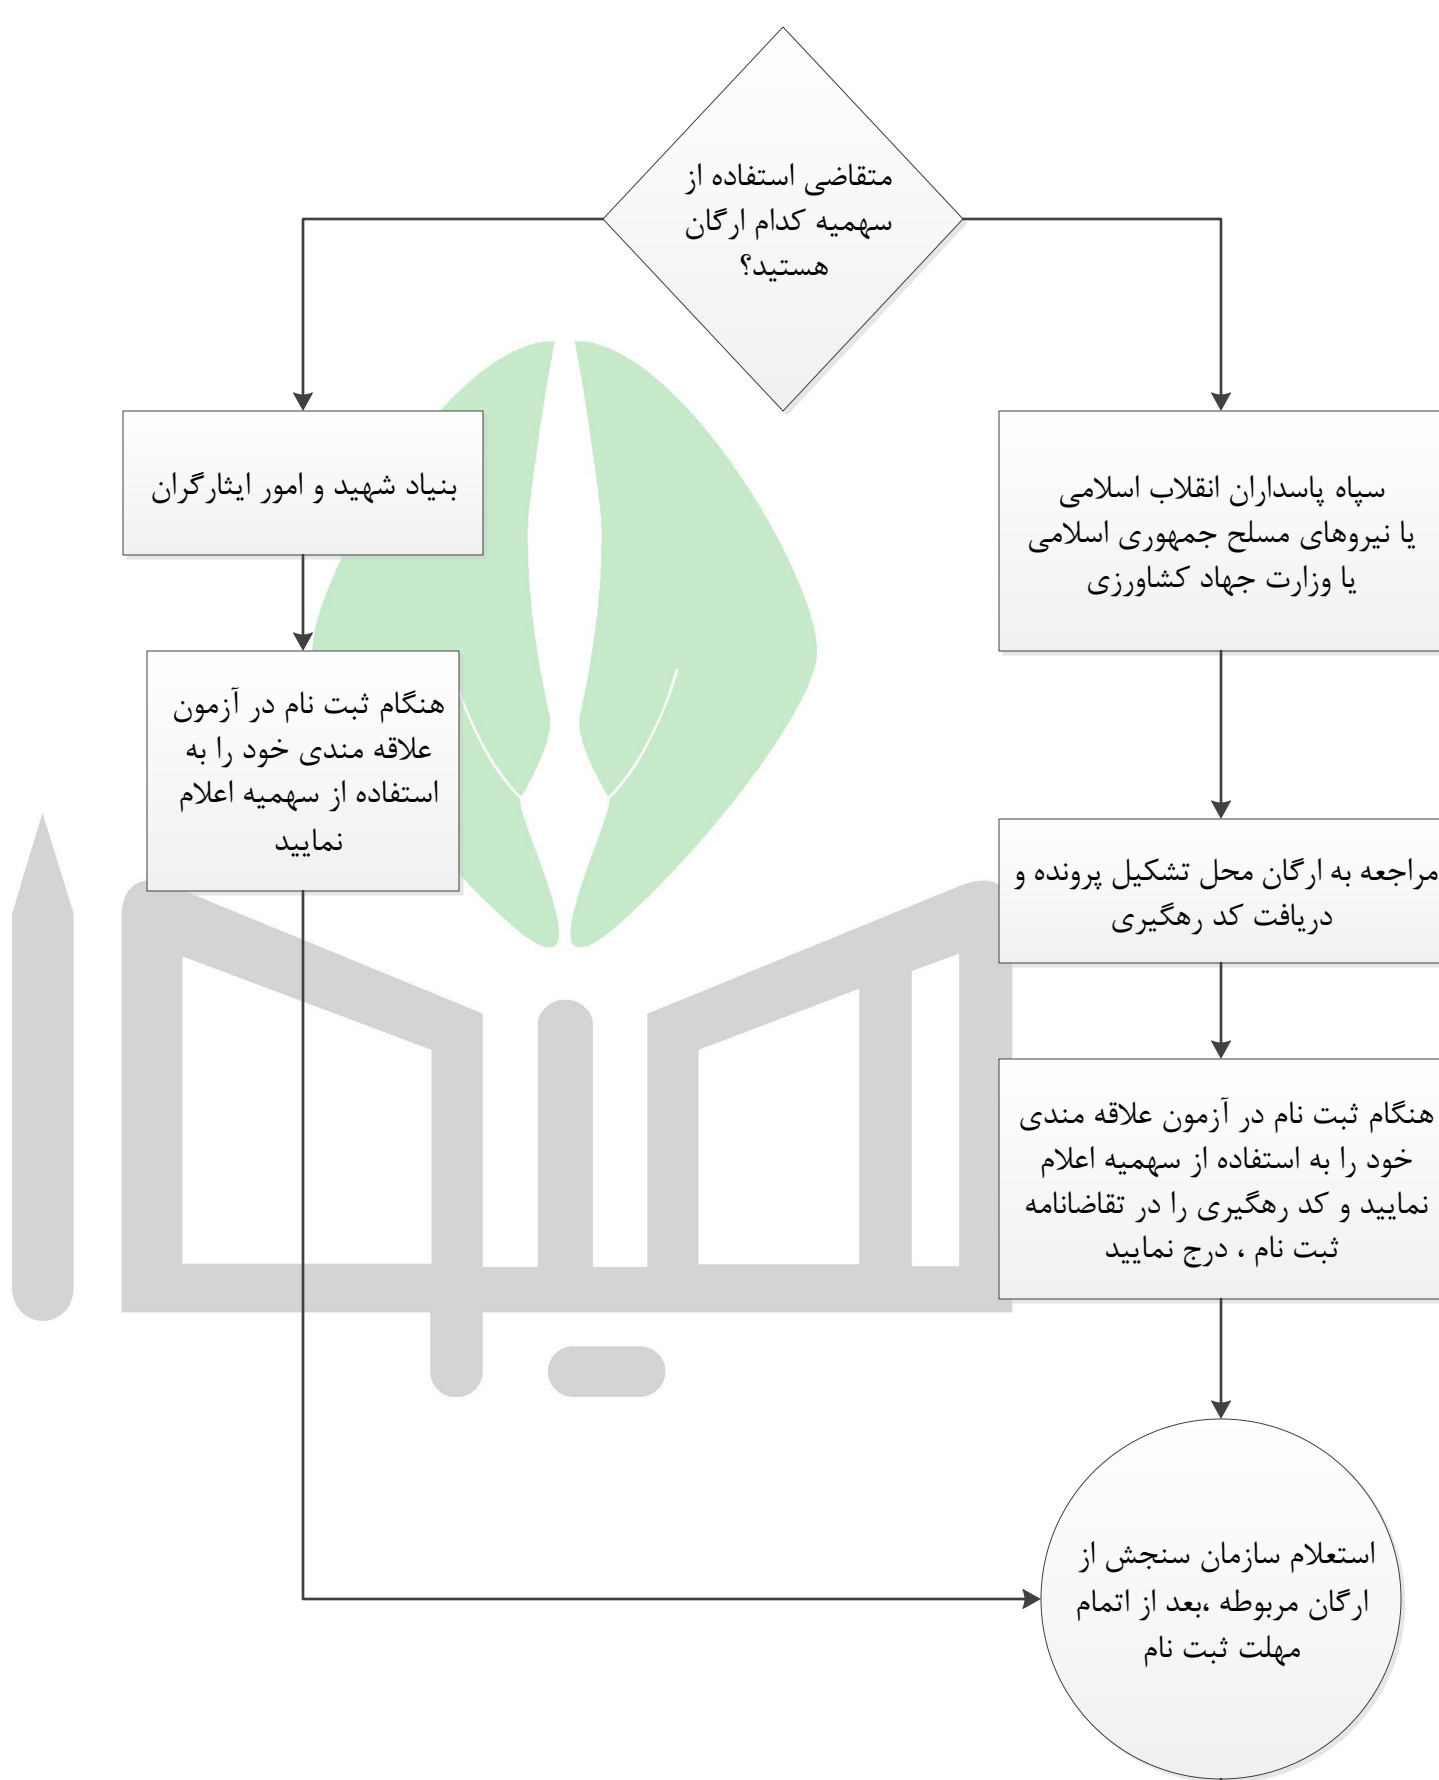 متقاضی استفاده از
سهمیه کدام ارگان
هستید؟
سپاه پاسداران انقلاب اسلامی
یا نیروهای مسلح جمهوری اسلامی
یا وزارت جهاد کشاورزی
مراجعه به ارگان محل تشکیل پرونده و
دریافت کد رهگیری
هنگام ثبت نام در آزمون علاقه مندی
خود را به استفاده از سهمیه اعلام
نمایید و کد رهگیری را در تقاضانامه
ثبت نام ، درج نمایید
بنیاد شهید و امور ایثارگران
هنگام ثبت نام در آزمون
علاقه مندی خود را به
استفاده از سهمیه اعلام
نمایید
استعلام سازمان سنجش از
ارگان مربوطه ،بعد از اتمام
مهلت ثبت نام